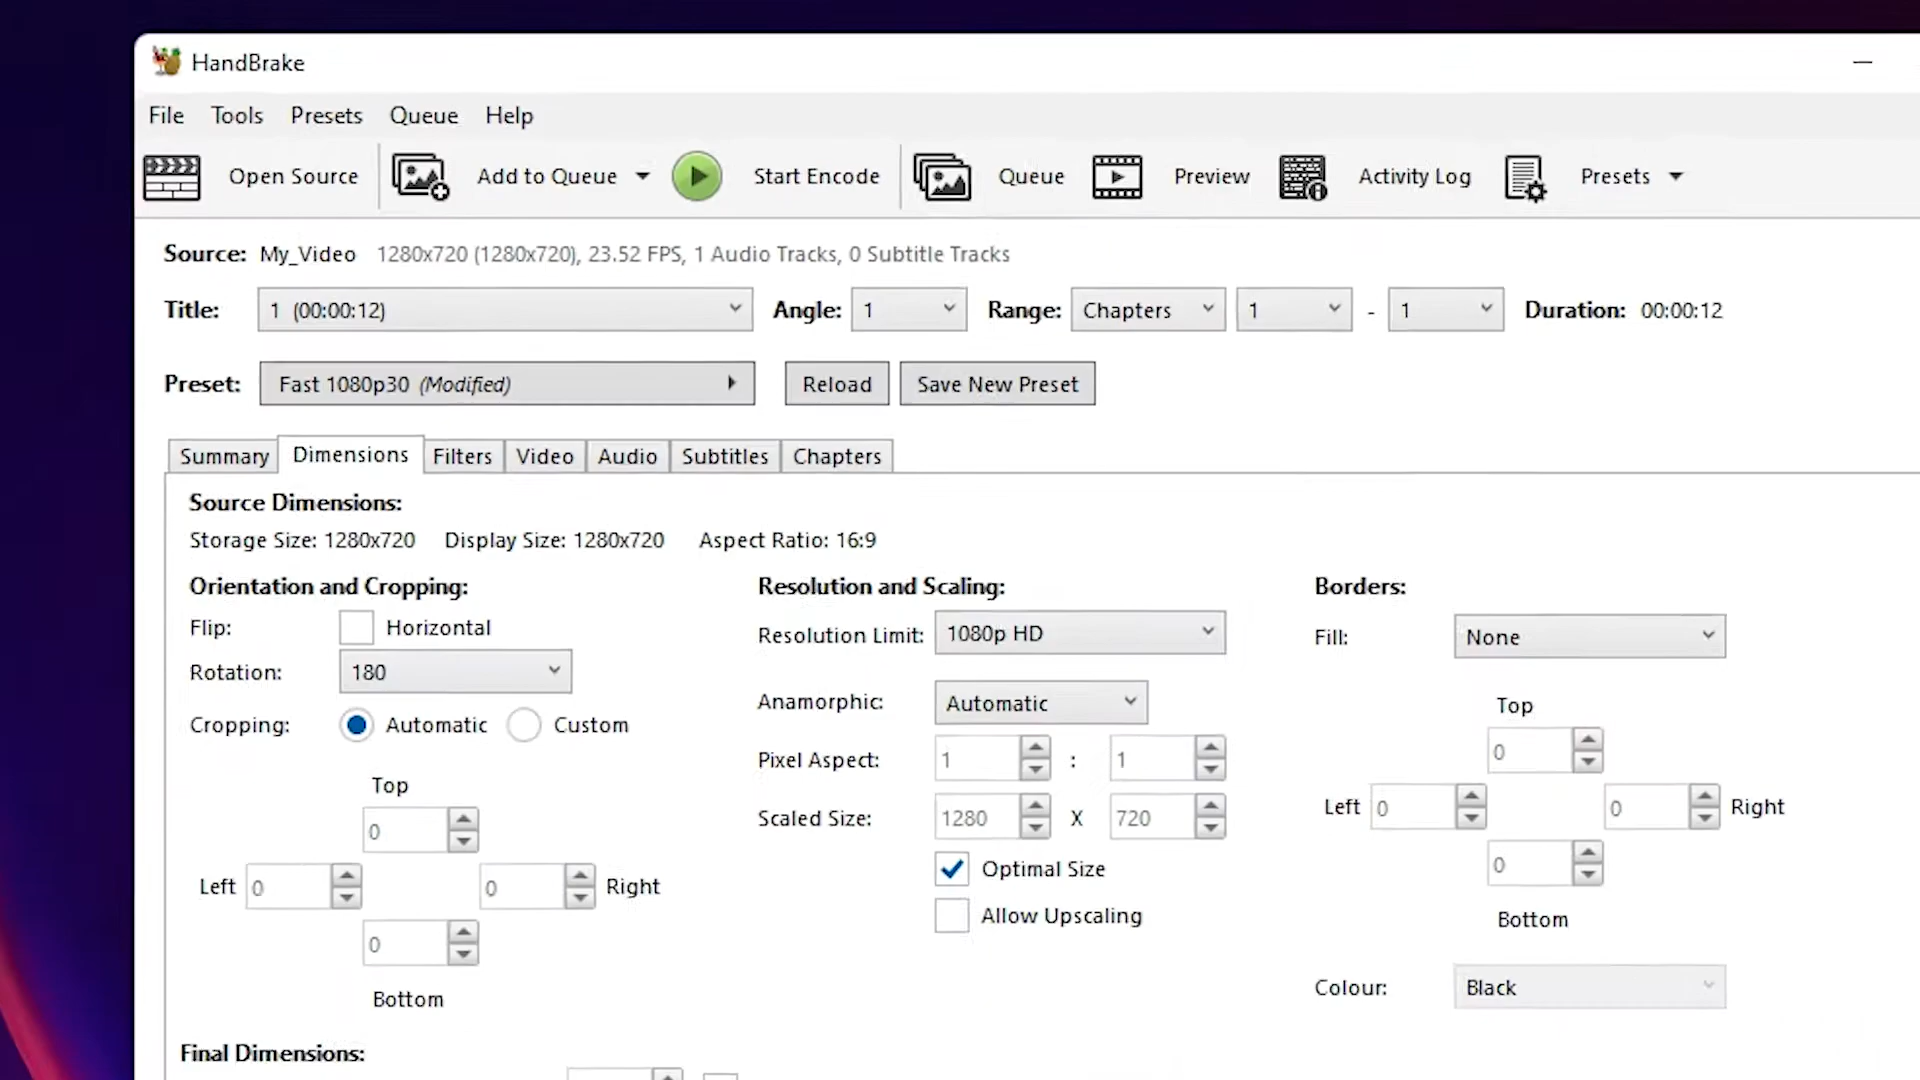 HandBrake
File Tools Presets Queue Help
Open Source Add to Queue Start Encode Queue Preview Activity Log Presets
Source: My_Video 1280x720 (1280x720), 23.52 FPS, 1 Audio Tracks, 0 Subtitle Tracks
Title: 1 (00:00:12) Angle: 1 Range: Chapters 1 - 1 Duration: 00:00:12
Preset: Fast 1080p30 (Modified) Reload Save New Preset
Summary Dimensions Filters Video Audio Subtitles Chapters
Source Dimensions:
Storage Size: 1280x720 Display Size: 1280x720 Aspect Ratio: 16:9
Orientation and Cropping:
Flip: Horizontal
Rotation: 180
Cropping: Automatic Custom
Top
0
Left 0 0 Right
0
Bottom
Resolution and Scaling:
Resolution Limit: 1080p HD
Anamorphic: Automatic
Pixel Aspect: 1 : 1
Scaled Size: 1280 X 720
Optimal Size
Allow Upscaling
Borders:
Fill: None
Top
0
Left 0 0 Right
0
Bottom
Colour: Black
Final Dimensions: